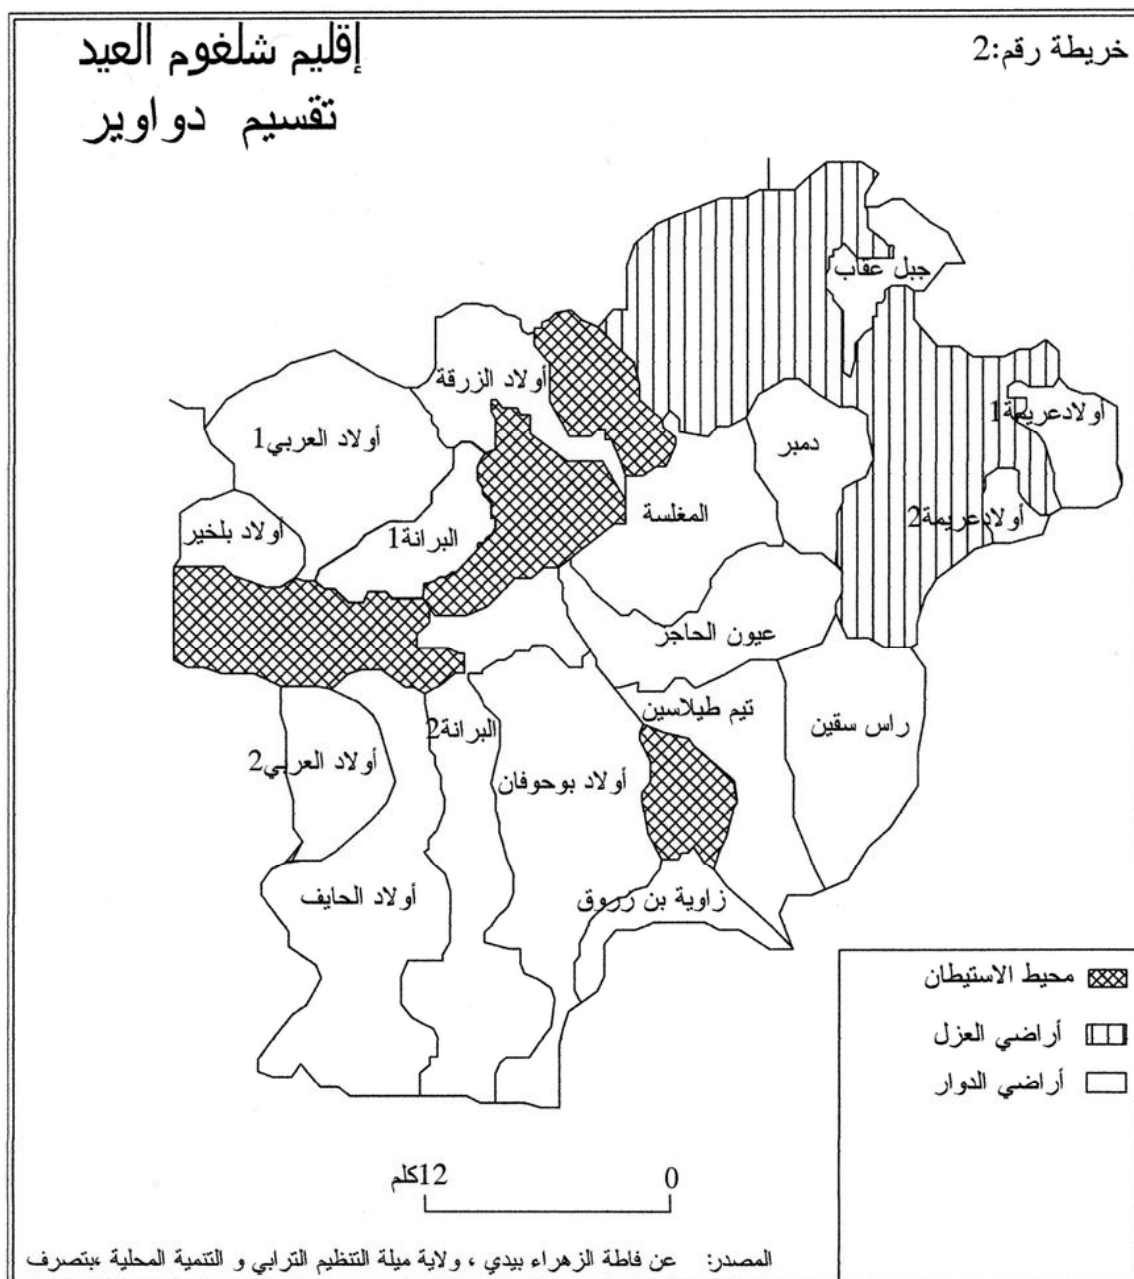 خريطة رقم:2
إقليم شلغوم العيد
تقسيم دواوير
جبل عقاب
أولاد الزرقة
أولادعريمة1
أولاد العربي1
دمبر
المغلسة
أولادعريمة2
أولاد بلخير
البرانة1
عيون الحاجر
تيم طيلاسين
راس سقين
البرانة2
أولاد العربي2
أولاد بوحوفان
أولاد الحايف
زاوية بن زروق
محيط الاستيطان
أراضي العزل
أراضي الدوار
12كلم
0
المصدر: عن فاطة الزهراء بيدي ، ولاية ميلة التنظيم الترابي و التنمية المحلية ،بتصرف